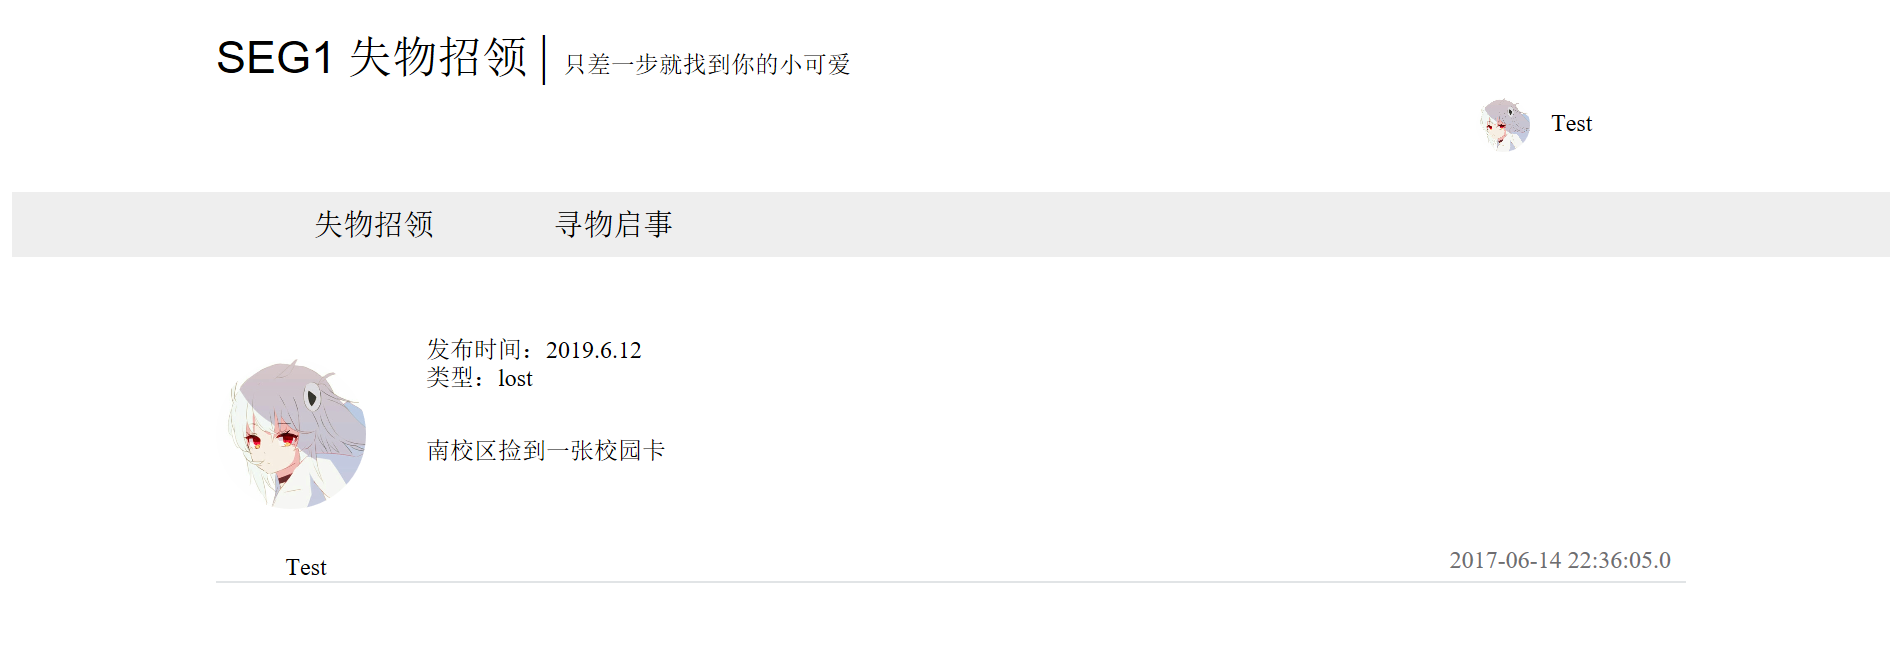 SEG1 失物招领 | 只差一步就找到你的小可爱
Test
失物招领 寻物启事
发布时间：2019.6.12
类型：lost
南校区捡到一张校园卡
2017-06-14 22:36:05.0
Test